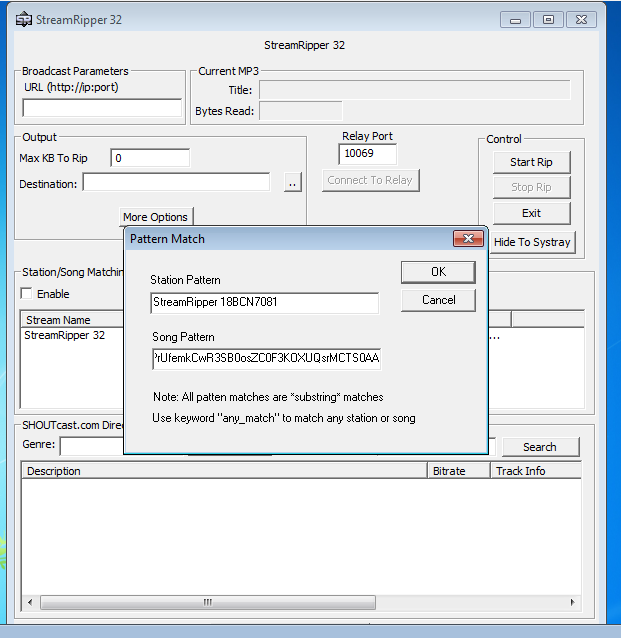 StreamRipper 32
StreamRipper 32
Broadcast Parameters
URL (http://ip:port)
Current MP3
Title:
Bytes Read:
Output
Max KB To Rip 0
Destination:
..
More Options
Relay Port
10069
Connect To Relay
Control
Start Rip
Stop Rip
Exit
Hide To Systray
Station/Song Matchin
Enable
Stream Name
StreamRipper 32
...
Pattern Match
Station Pattern
StreamRipper 18BCN7081
Song Pattern
rUfemkCwR3SB0osZC0F3KOXUQsrMCTS0AA
Note: All patten matches are *substring* matches
Use keyword "any_match" to match any station or song
OK
Cancel
SHOUTcast.com Direc
Genre:
Search
Description
Bitrate
Track Info